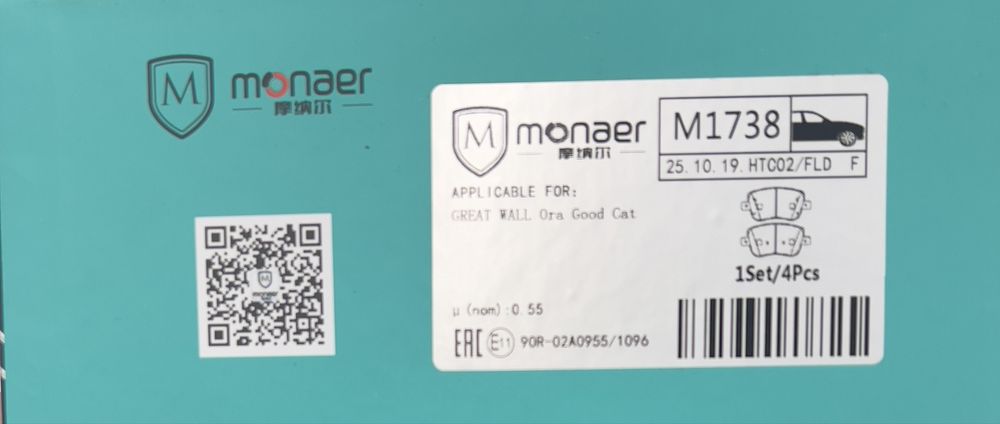 M monaer
摩纳尔
M monaer
摩纳尔
M1738
25.10.19.HTC02/FLD F
APPLICABLE FOR:
GREAT WALL Ora Good Cat
1Set/4Pcs
μ(nom):0.55
EAC E11 90R-02A0955/1096